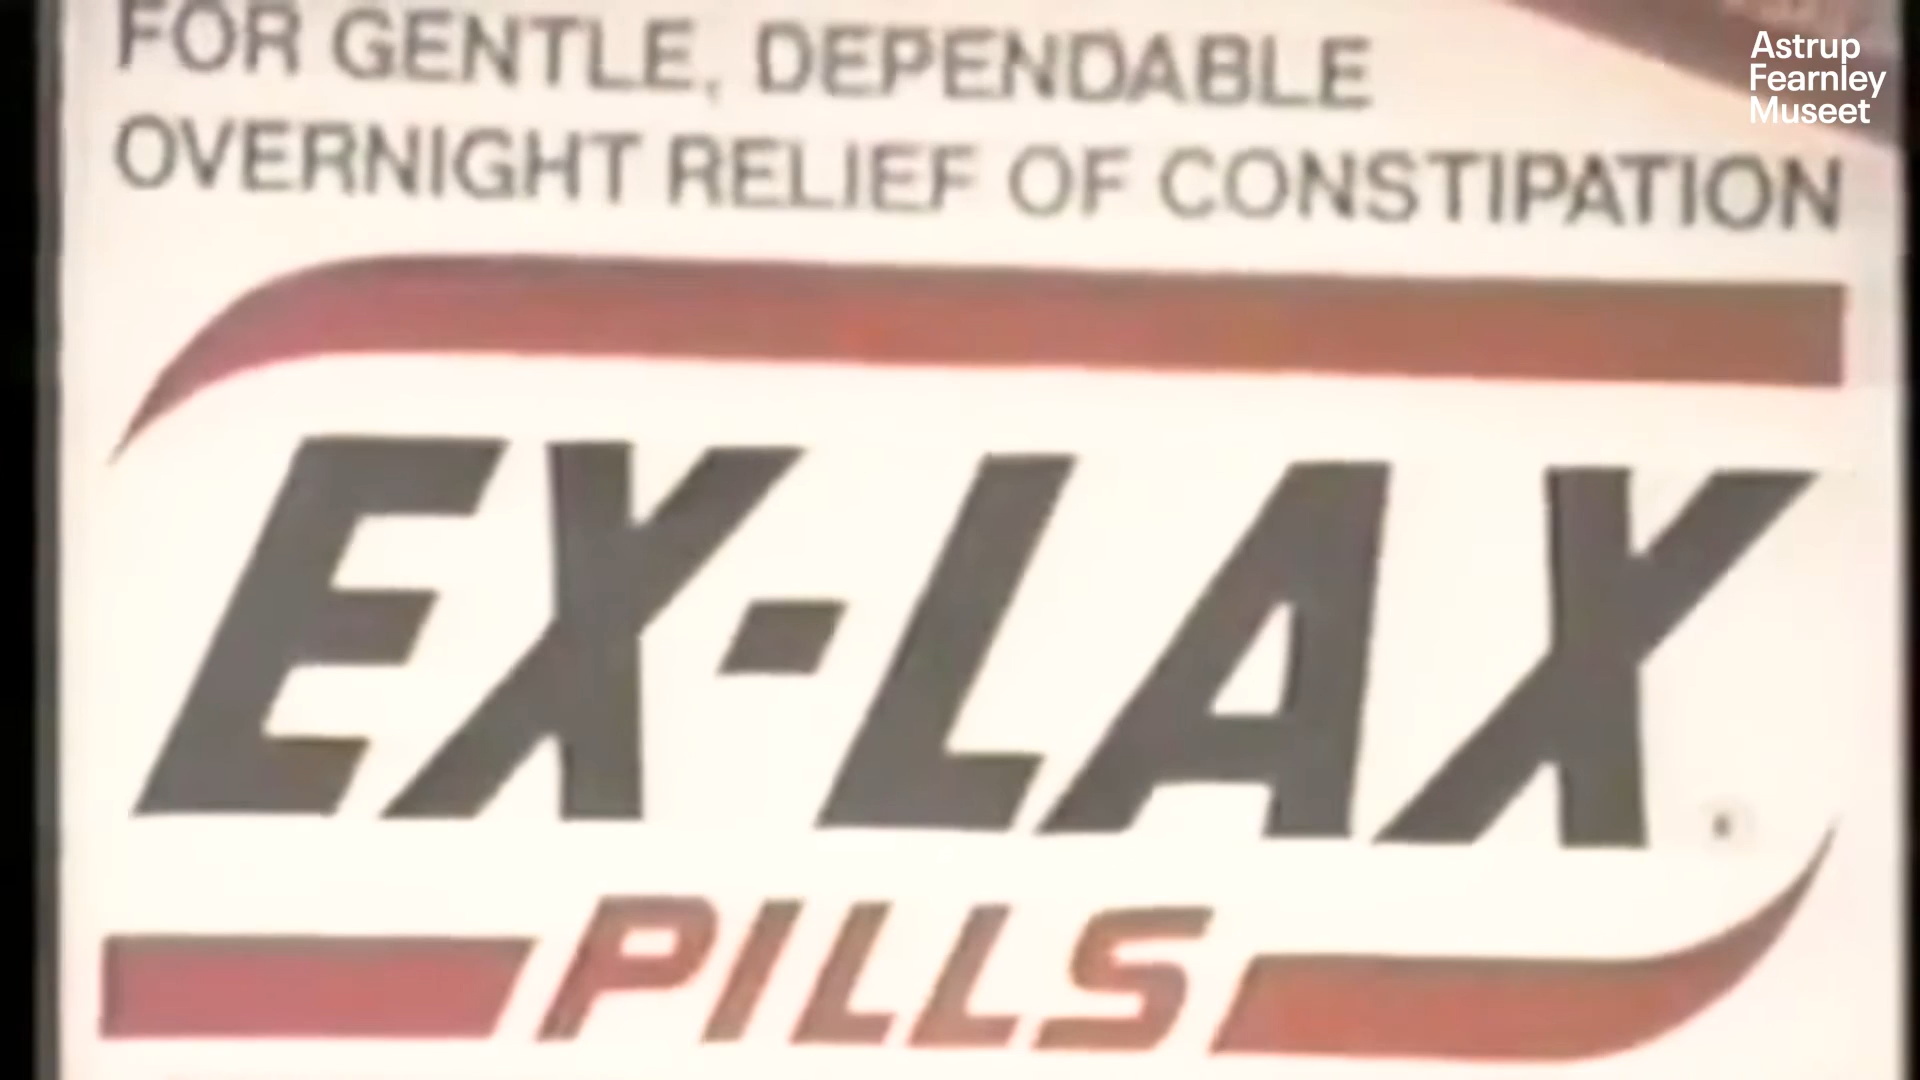 FOR GENTLE, DEPENDABLE
OVERNIGHT RELIEF OF CONSTIPATION
EX-LAX
PILLS
Astrup
Fearnley
Museet